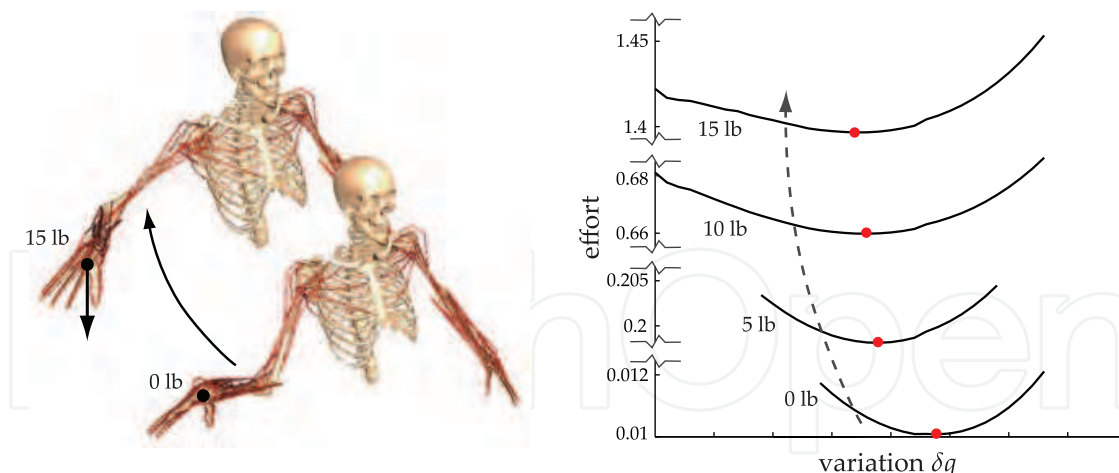 15 lb
0 lb
effort
1.45
1.4
15 lb
0.68
0.66
10 lb
0.205
0.2
5 lb
0.012
0.01
0 lb
variation δq
InhOpen